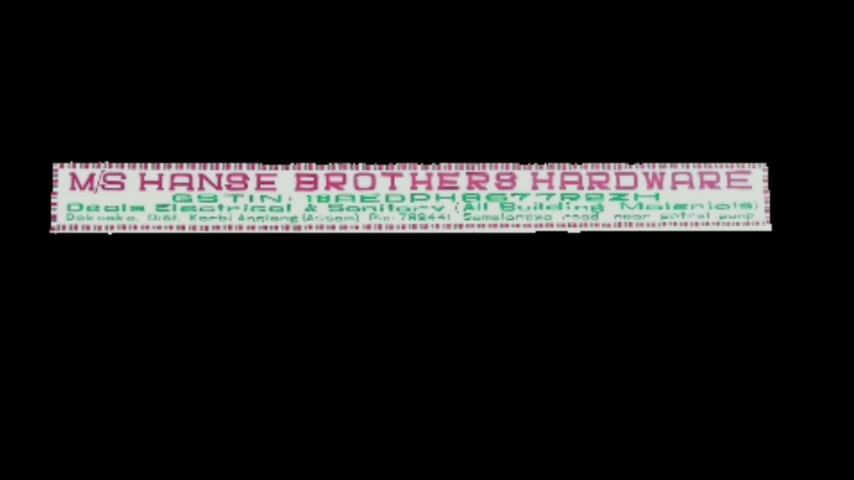 M/S HANSE BROTHERS HARDWARE
GSTIN: 18AEDPH8677R2ZH
Deals Electrical & Sanitary (All Building Materials)
Dokmoka, Dist. Karbi Anglong (Assam) Pin: 782441 road near petrol pump